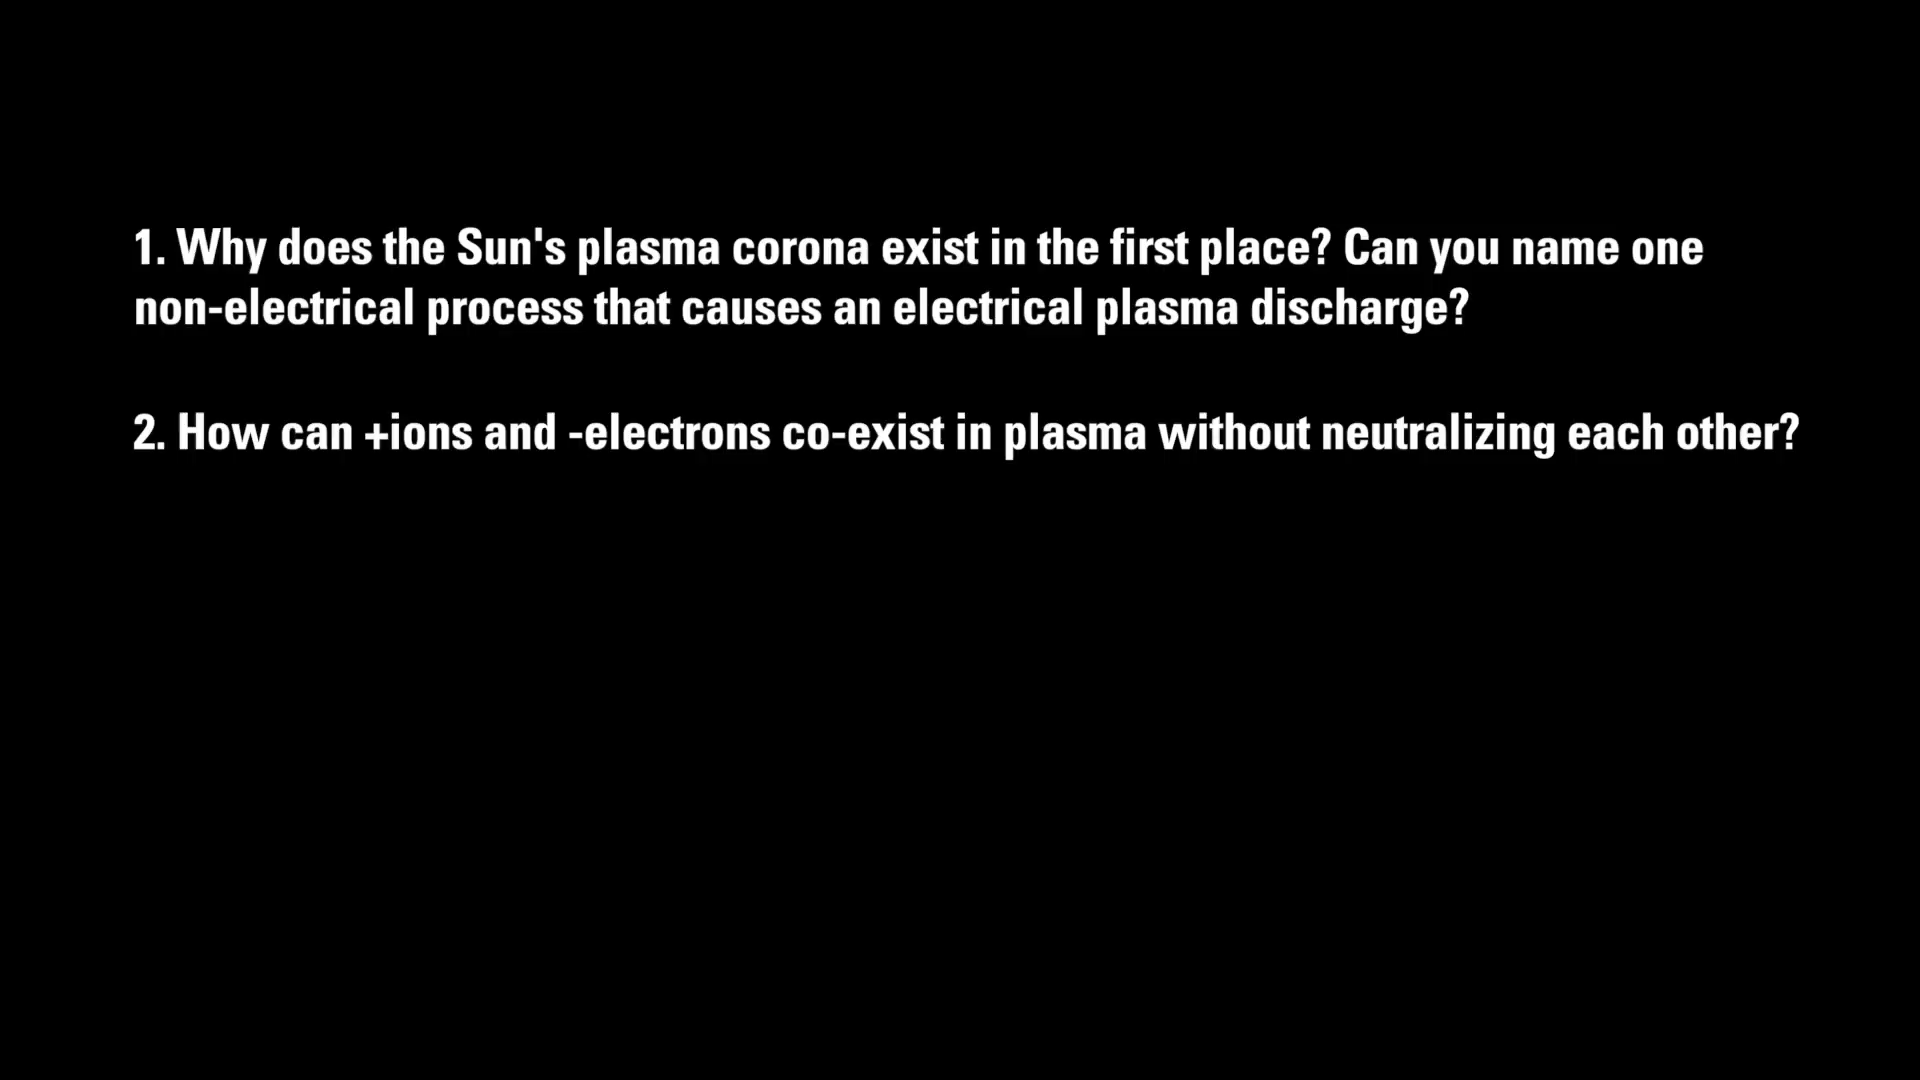 1. Why does the Sun's plasma corona exist in the first place? Can you name one
non-electrical process that causes an electrical plasma discharge?
2. How can +ions and -electrons co-exist in plasma without neutralizing each other?